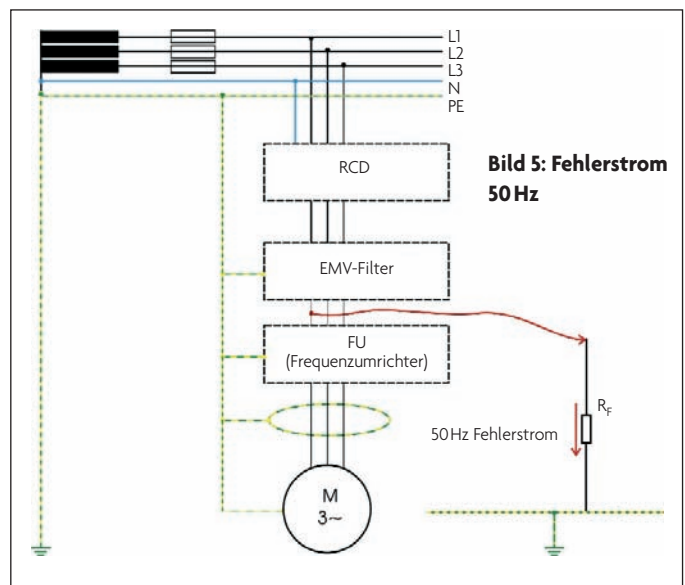 L1
L2
L3
N
PE
RCD
Bild 5: Fehlerstrom
50 Hz
EMV-Filter
FU
(Frequenzumrichter)
R_F
50 Hz Fehlerstrom
M
3~